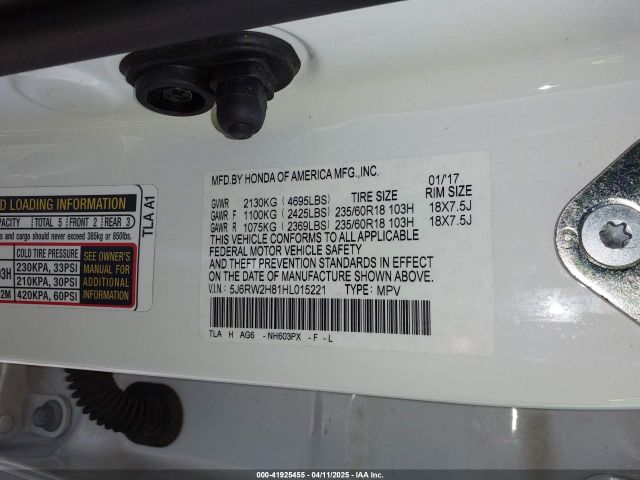 MFD.BY HONDA OF AMERICA MFG.,INC. 01/'17
GVWR 2130KG (4695LBS) TIRE SIZE RIM SIZE
GAWR F 1100KG (2425LBS) 235/60R18 103H 18X7.5J
GAWR R 1075KG (2369LBS) 235/60R18 103H 18X7.5J
THIS VEHICLE CONFORMS TO ALL APPLICABLE
FEDERAL MOTOR VEHICLE SAFETY
AND THEFT PREVENTION STANDARDS IN EFFECT
ON THE DATE OF MANUFACTURE SHOWN ABOVE.
V.I.N: 5J6RW2H81HL015221 TYPE: MPV
TLA H AG6 -NH603PX -F -L
D LOADING INFORMATION
APACITY TOTAL 5 FRONT 2 REAR 3
s and cargo should never exceed 385kg or 850lbs.
COLD TIRE PRESSURE
03H 230KPA, 33PSI
210KPA, 30PSI
2M 420KPA, 60PSI
SEE OWNER'S
MANUAL FOR
ADDITIONAL
INFORMATION
TLA A1
000-41925455 - 04/11/2025 - IAA Inc.